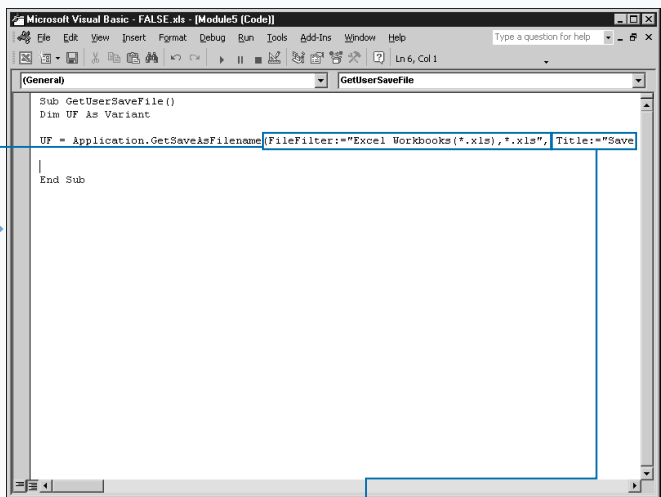 Microsoft Visual Basic - FALSE.xls - [Module5 (Code)]
File Edit View Insert Format Debug Run Tools Add-Ins Window Help Type a question for help
Ln 6, Col 1
(General) GetUserSaveFile
Sub GetUserSaveFile()
Dim UF As Variant
UF = Application.GetSaveAsFilename(FileFilter:="Excel Workbooks(*.xls),*.xls", Title:="Save
End Sub